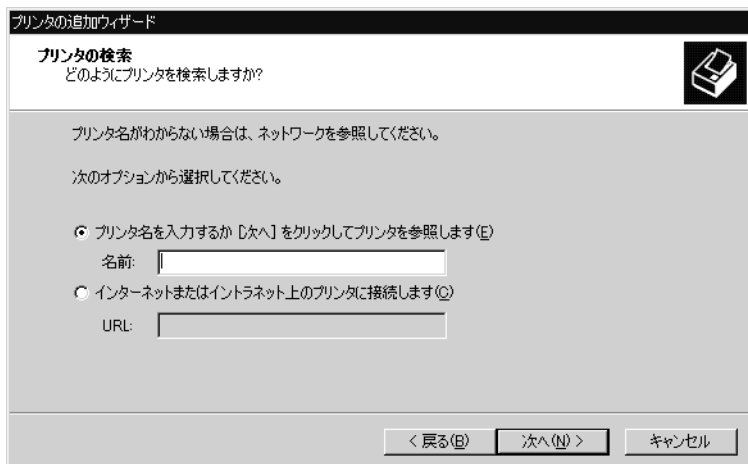 プリンタの追加ウィザード
プリンタの検索
どのようにプリンタを検索しますか?
プリンタ名がわからない場合は、ネットワークを参照してください。
次のオプションから選択してください。
プリンタ名を入力するか [次へ] をクリックしてプリンタを参照します(E)
名前:
インターネットまたはイントラネット上のプリンタに接続します(C)
URL:
< 戻る(B) 次へ(N) > キャンセル